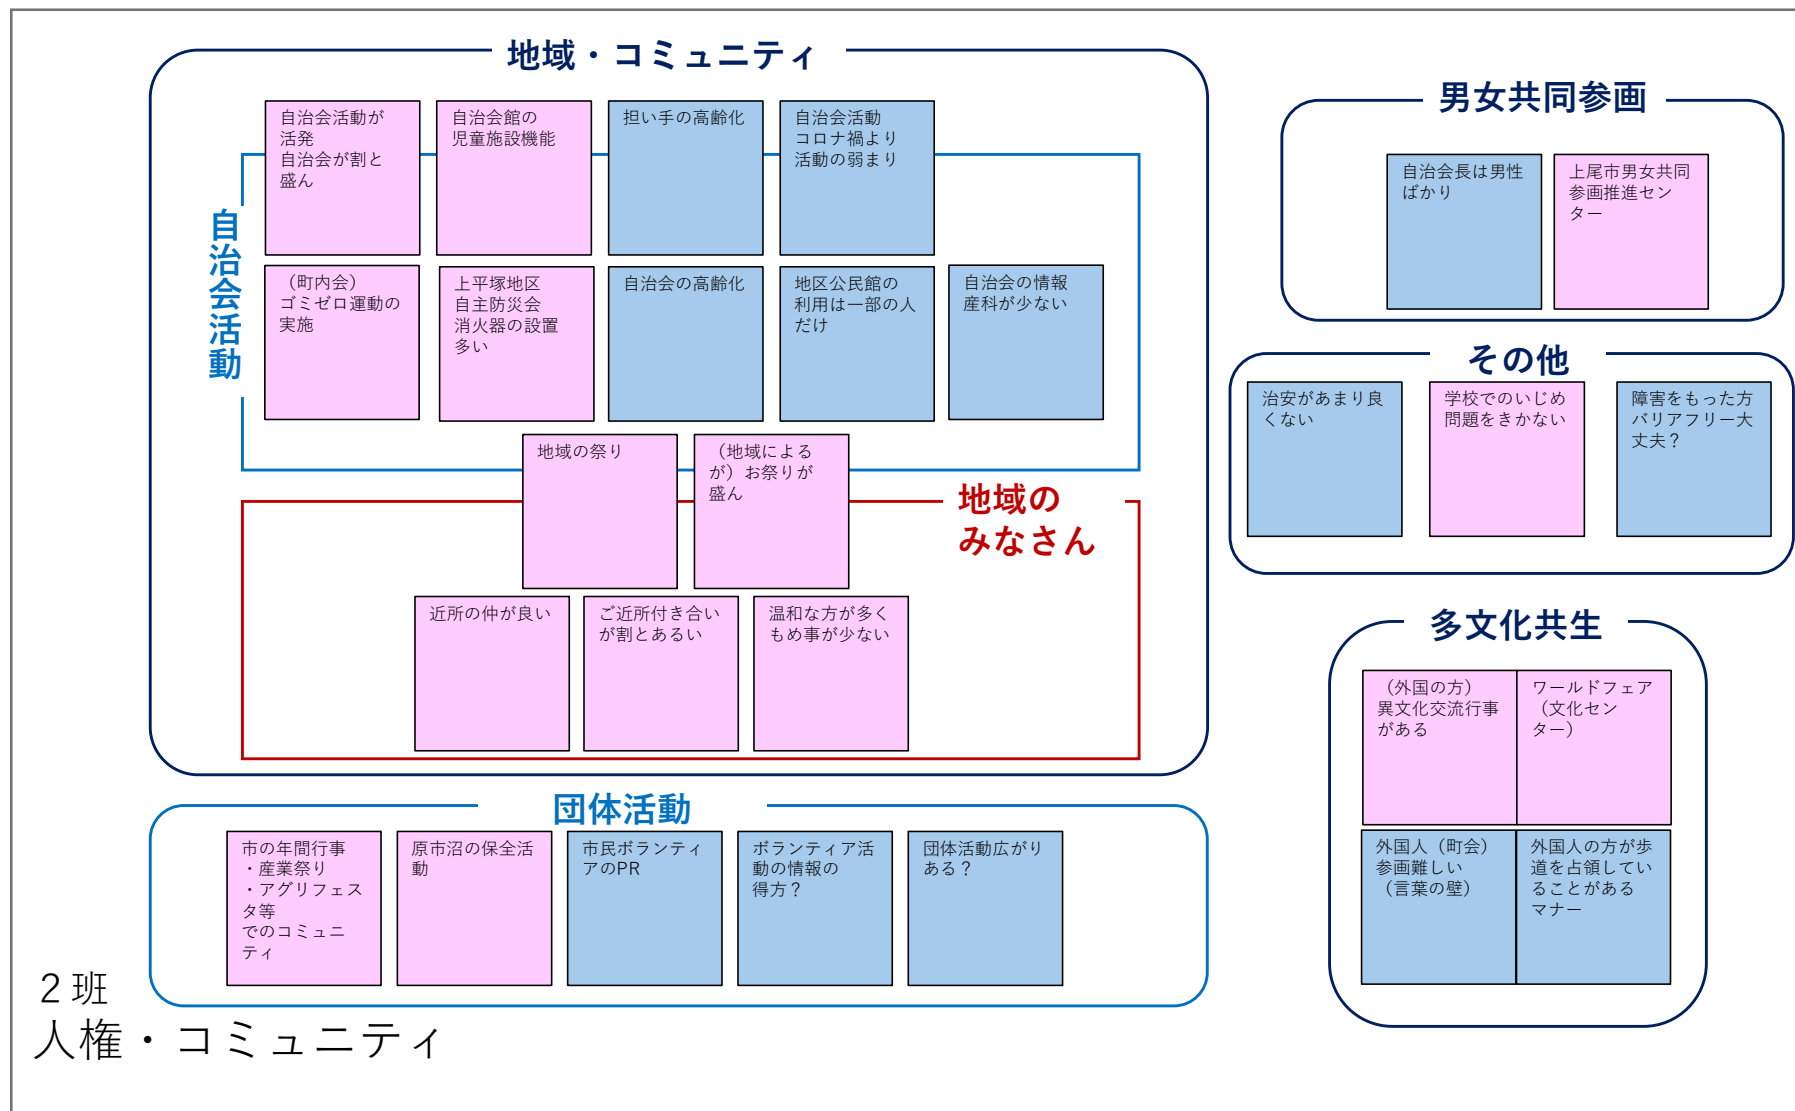 地域・コミュニティ
自治会活動
自治会活動が
活発
自治会が割と
盛ん
自治会館の
児童施設機能
担い手の高齢化
自治会活動
コロナ禍より
活動の弱まり
（町内会）
ゴミゼロ運動の
実施
上平塚地区
自主防災会
消火器の設置
多い
自治会の高齢化
地区公民館の
利用は一部の人
だけ
自治会の情報
産科が少ない
地域の祭り
（地域によるが）お祭りが
盛ん
地域の
みなさん
近所の仲が良い
ご近所付き合い
が割とあるい
温和な方が多く
もめ事が少ない
団体活動
市の年間行事
・産業祭り
・アグリフェス
タ等
でのコミュニ
ティ
原市沼の保全活
動
市民ボランティ
アのPR
ボランティア活
動の情報の
得方？
団体活動広がり
ある？
男女共同参画
自治会長は男性
ばかり
上尾市男女共同
参画推進セン
ター
その他
治安があまり良
くない
学校でのいじめ
問題をきかない
障害をもった方
バリアフリー大
丈夫？
多文化共生
（外国の方）
異文化交流行事
がある
ワールドフェア
（文化セン
ター）
外国人（町会）
参画難しい
（言葉の壁）
外国人の方が歩
道を占領してい
ることがある
マナー
２班
人権・コミュニティ